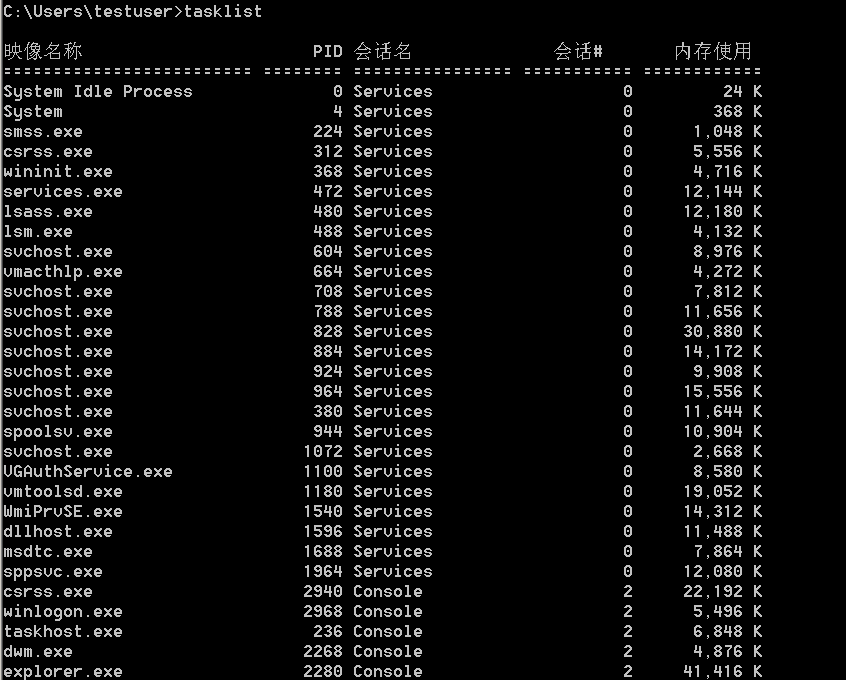 C:\Users\testuser>tasklist
映像名称                       PID 会话名              会话#       内存使用
========================= ======== ================ =========== ============
System Idle Process              0 Services                   0         24 K
System                           4 Services                   0        368 K
smss.exe                       224 Services                   0      1,048 K
csrss.exe                      312 Services                   0      5,556 K
wininit.exe                    368 Services                   0      4,716 K
services.exe                   472 Services                   0     12,144 K
lsass.exe                      480 Services                   0     12,180 K
lsm.exe                        488 Services                   0      4,132 K
svchost.exe                    604 Services                   0      8,976 K
vmacthlp.exe                   664 Services                   0      4,272 K
svchost.exe                    708 Services                   0      7,812 K
svchost.exe                    788 Services                   0     11,656 K
svchost.exe                    828 Services                   0     30,880 K
svchost.exe                    884 Services                   0     14,172 K
svchost.exe                    924 Services                   0      9,908 K
svchost.exe                    964 Services                   0     15,556 K
svchost.exe                    380 Services                   0     11,644 K
spoolsv.exe                    944 Services                   0     10,904 K
svchost.exe                   1072 Services                   0      2,668 K
VGAuthService.exe             1100 Services                   0      8,580 K
vmtoolsd.exe                  1180 Services                   0     19,052 K
WmiPrvSE.exe                  1540 Services                   0     14,312 K
dllhost.exe                   1596 Services                   0     11,488 K
msdtc.exe                     1688 Services                   0      7,864 K
sppsvc.exe                    1964 Services                   0     12,080 K
csrss.exe                     2940 Console                    2     22,192 K
winlogon.exe                  2968 Console                    2      5,496 K
taskhost.exe                   236 Console                    2      6,848 K
dwm.exe                       2268 Console                    2      4,876 K
explorer.exe                  2280 Console                    2     41,416 K